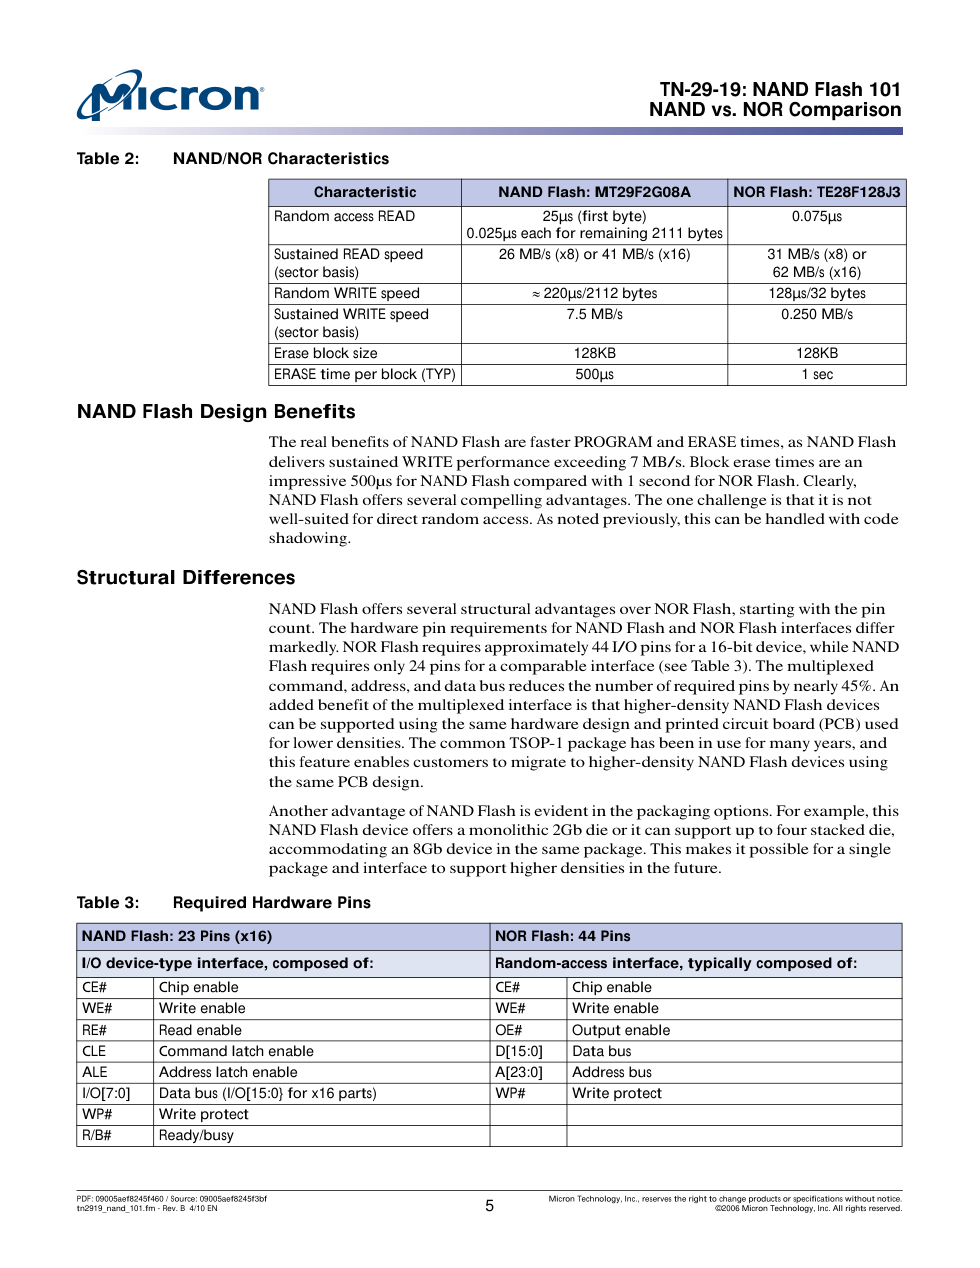 Micron®
TN-29-19: NAND Flash 101
NAND vs. NOR Comparison
Table 2: NAND/NOR Characteristics
Characteristic NAND Flash: MT29F2G08A NOR Flash: TE28F128J3
Random access READ 25µs (first byte) 0.075µs
0.025µs each for remaining 2111 bytes
Sustained READ speed 26 MB/s (x8) or 41 MB/s (x16) 31 MB/s (x8) or
(sector basis) 62 MB/s (x16)
Random WRITE speed ≈ 220µs/2112 bytes 128µs/32 bytes
Sustained WRITE speed 7.5 MB/s 0.250 MB/s
(sector basis)
Erase block size 128KB 128KB
ERASE time per block (TYP) 500µs 1 sec
NAND Flash Design Benefits
The real benefits of NAND Flash are faster PROGRAM and ERASE times, as NAND Flash
delivers sustained WRITE performance exceeding 7 MB/s. Block erase times are an
impressive 500µs for NAND Flash compared with 1 second for NOR Flash. Clearly,
NAND Flash offers several compelling advantages. The one challenge is that it is not
well-suited for direct random access. As noted previously, this can be handled with code
shadowing.
Structural Differences
NAND Flash offers several structural advantages over NOR Flash, starting with the pin
count. The hardware pin requirements for NAND Flash and NOR Flash interfaces differ
markedly. NOR Flash requires approximately 44 I/O pins for a 16-bit device, while NAND
Flash requires only 24 pins for a comparable interface (see Table 3). The multiplexed
command, address, and data bus reduces the number of required pins by nearly 45%. An
added benefit of the multiplexed interface is that higher-density NAND Flash devices
can be supported using the same hardware design and printed circuit board (PCB) used
for lower densities. The common TSOP-1 package has been in use for many years, and
this feature enables customers to migrate to higher-density NAND Flash devices using
the same PCB design.
Another advantage of NAND Flash is evident in the packaging options. For example, this
NAND Flash device offers a monolithic 2Gb die or it can support up to four stacked die,
accommodating an 8Gb device in the same package. This makes it possible for a single
package and interface to support higher densities in the future.
Table 3: Required Hardware Pins
NAND Flash: 23 Pins (x16) NOR Flash: 44 Pins
I/O device-type interface, composed of: Random-access interface, typically composed of:
CE# Chip enable CE# Chip enable
WE# Write enable WE# Write enable
RE# Read enable OE# Output enable
CLE Command latch enable D[15:0] Data bus
ALE Address latch enable A[23:0] Address bus
I/O[7:0] Data bus (I/O[15:0} for x16 parts) WP# Write protect
WP# Write protect
R/B# Ready/busy
PDF: 09005aef8245f460 / Source: 09005aef8245f3bf
tn2919_nand_101.fm - Rev. B 4/10 EN
5
Micron Technology, Inc., reserves the right to change products or specifications without notice.
©2006 Micron Technology, Inc. All rights reserved.